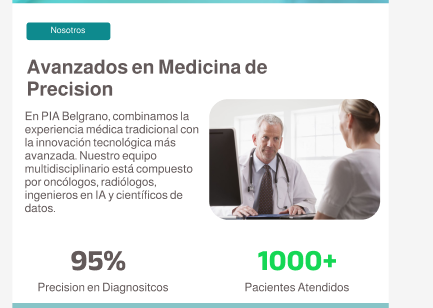 Nosotros
Avanzados en Medicina de
Precision
En PIA Belgrano, combinamos la
experiencia médica tradicional con
la innovación tecnológica más
avanzada. Nuestro equipo
multidisciplinario está compuesto
por oncólogos, radiólogos,
ingenieros en IA y científicos de
datos.
95%
Precision en Diagnositcos
1000+
Pacientes Atendidos